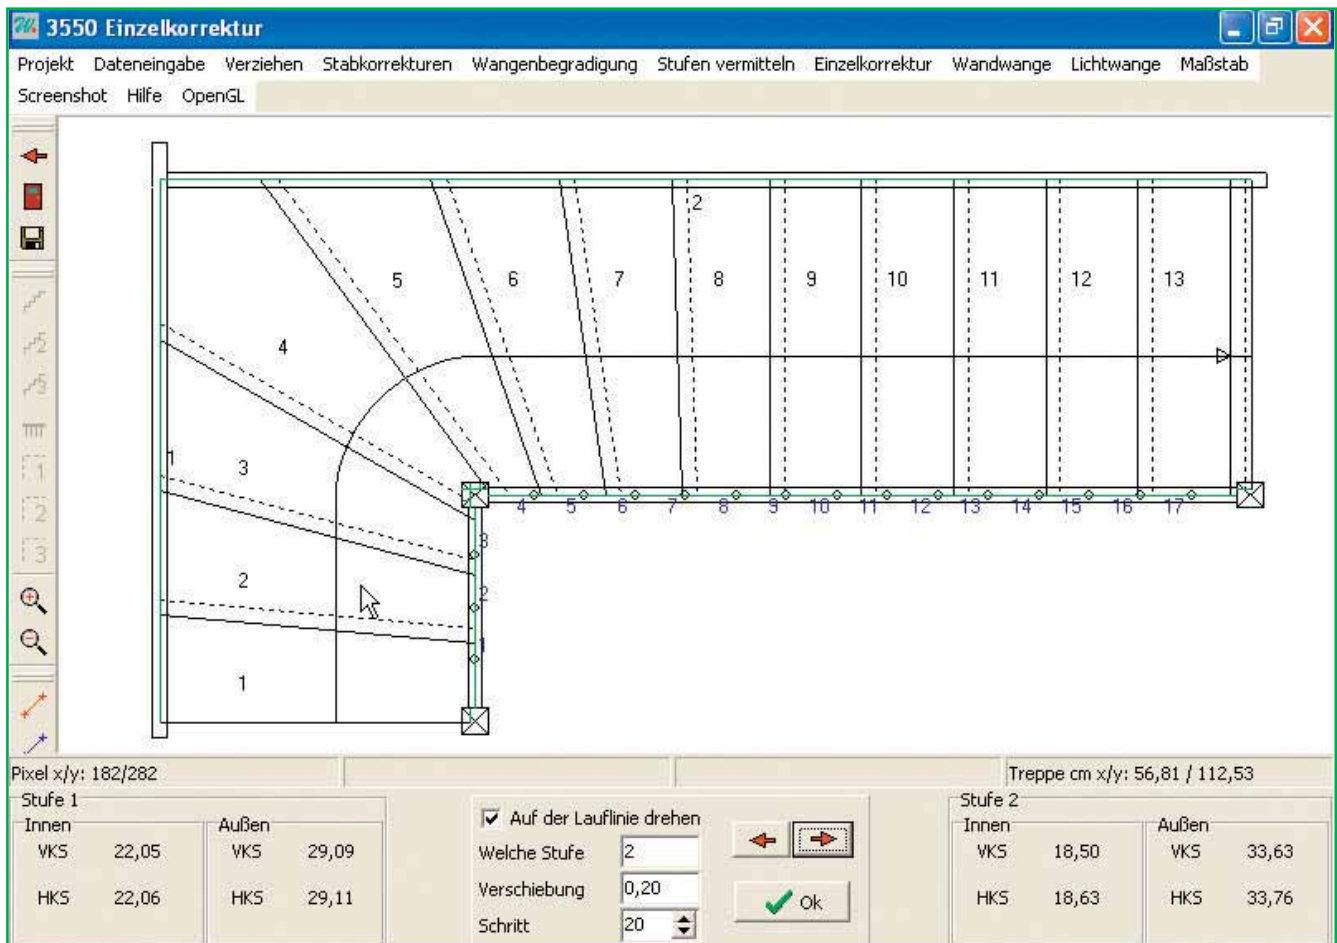 3550 Einzelkorrektur
Projekt Dateneingabe Verziehen Stabkorrekturen Wangenbegradigung Stufen vermitteln Einzelkorrektur Wandwange Lichtwange Maßstab
Screenshot Hilfe OpenGL
2
5 6 7 8 9 10 11 12 13
4
1 3
4 5 6 7 8 9 10 11 12 13 14 15 16 17
3
2
2
1
1
Pixel x/y: 182/282 Treppe cm x/y: 56,81 / 112,53
Stufe 1 Stufe 2
Innen Außen Auf der Lauflinie drehen Innen Außen
VKS 22,05 VKS 29,09 Welche Stufe 2 VKS 18,50 VKS 33,63
HKS 22,06 HKS 29,11 Verschiebung 0,20 Ok HKS 18,63 HKS 33,76
Schritt 20